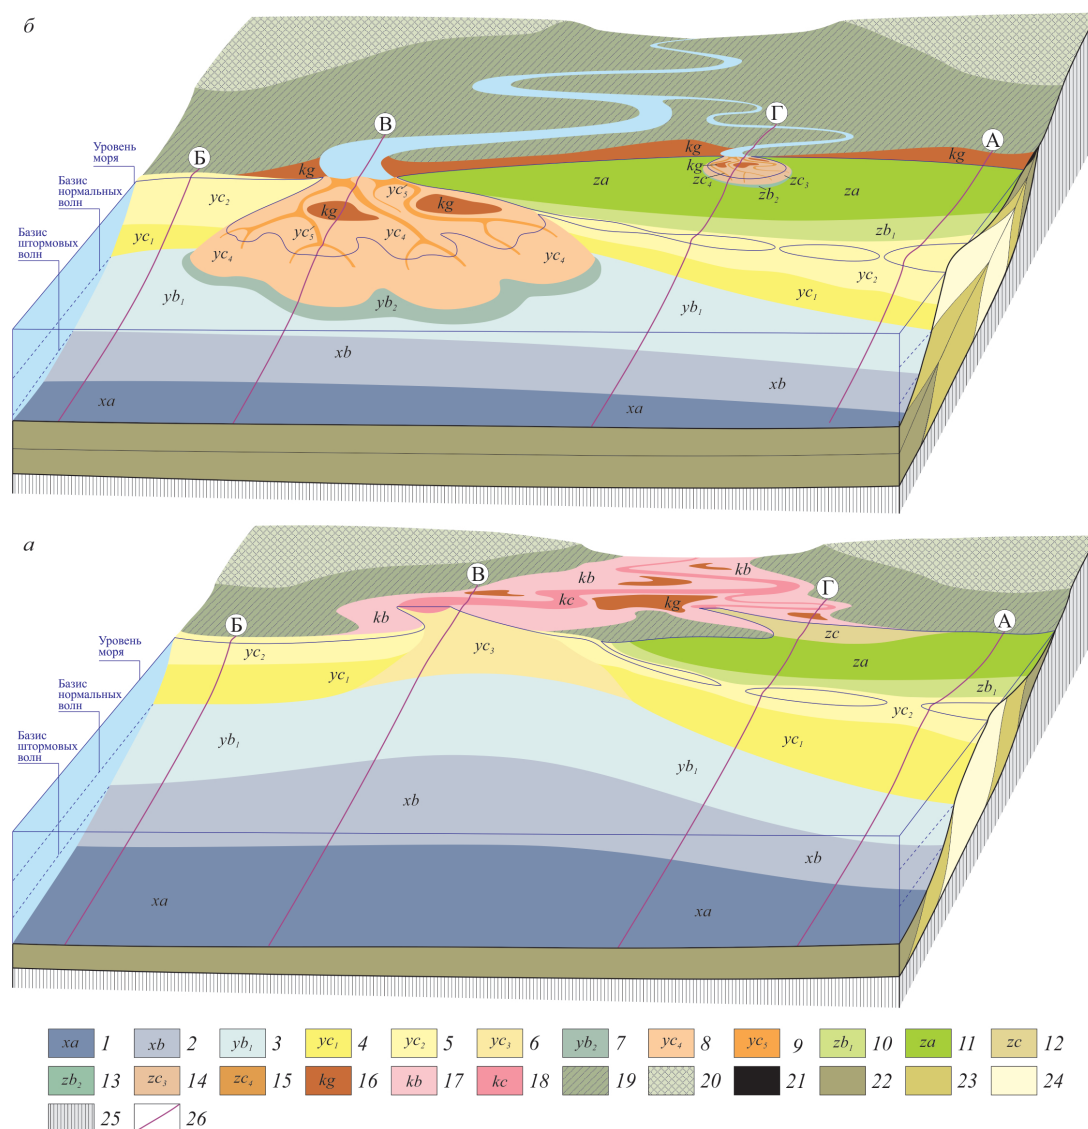 б
Уровень
моря
Базис
нормальных
волн
Базис
штормовых
волн
Б
В
Г
А
kg
kg
kg
kg
kg
kg
yc₂
yc₁
yc₅
yc₅
yc₄
yc₄
yc₄
yb₂
yb₁
yb₁
za
za
zc₄
zc₃
zb₂
zb₁
yc₂
yc₁
xb
xb
xa
xa
а
Уровень
моря
Базис
нормальных
волн
Базис
штормовых
волн
Б
В
Г
А
kb
kb
kb
kc
kg
zc
za
zb₁
yc₂
yc₁
yc₃
yc₂
yc₁
yb₁
yb₁
xb
xb
xa
xa
xa 1 xb 2 yb₁ 3 yc₁ 4 yc₂ 5 yc₃ 6 yb₂ 7 yc₄ 8 yc₅ 9 zb₁ 10 za 11 zc 12
zb₂ 13 zc₃ 14 zc₄ 15 kg 16 kb 17 kc 18 19 20 21 22 23 24
25 26